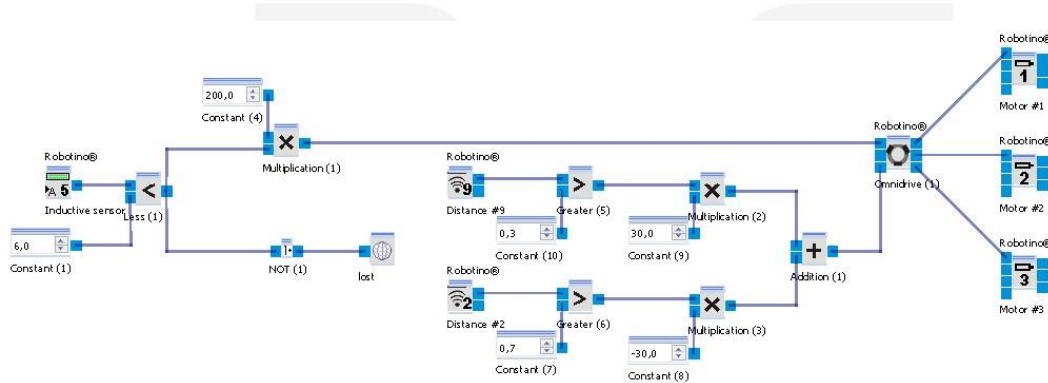 Robotino®
1
Motor #1
200,0
Constant (4)
Multiplication (1)
Robotino®
Omnidrive (1)
Robotino®
2
Motor #2
Robotino®
A 5
Inductive sensor
Less (1)
6,0
Constant (1)
NOT (1)
lost
Robotino®
9
Distance #9
Greater (5)
0,3
Constant (10)
Multiplication (2)
30,0
Constant (9)
Addition (1)
Robotino®
3
Motor #3
Robotino®
2
Distance #2
Greater (6)
0,7
Constant (7)
Multiplication (3)
-30,0
Constant (8)